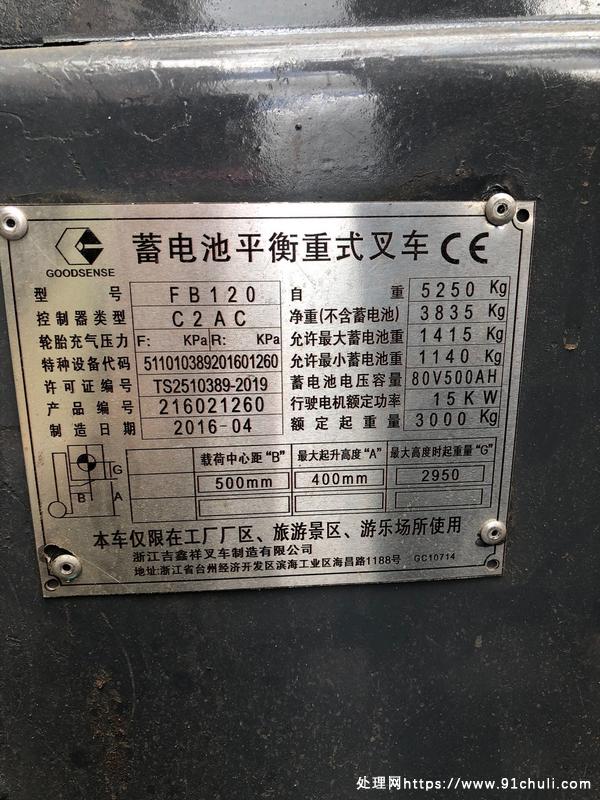 GOODSENSE
蓄电池平衡重式叉车 CE
型号 FB120 自重 5250 Kg
控制器类型 C2AC 净重(不含蓄电池) 3835 Kg
轮胎充气压力 F: KPa R: KPa 允许最大蓄电池重 1415 Kg
特种设备代码 511010389201601260 允许最小蓄电池重 1140 Kg
许可证编号 TS2510389-2019 蓄电池电压容量 80V500AH
产品编号 216021260 行驶电机额定功率 15KW
制造日期 2016-04 额定起重量 3000 Kg
载荷中心距"B" 最大起升高度"A" 最大高度时起重量"G"
G
B A
500mm 400mm 2950
本车仅限在工厂厂区、旅游景区、游乐场所使用
浙江吉鑫祥叉车制造有限公司
地址:浙江省台州经济开发区滨海工业区海昌路1188号 GC10714
处理网https://www.91chuli.com